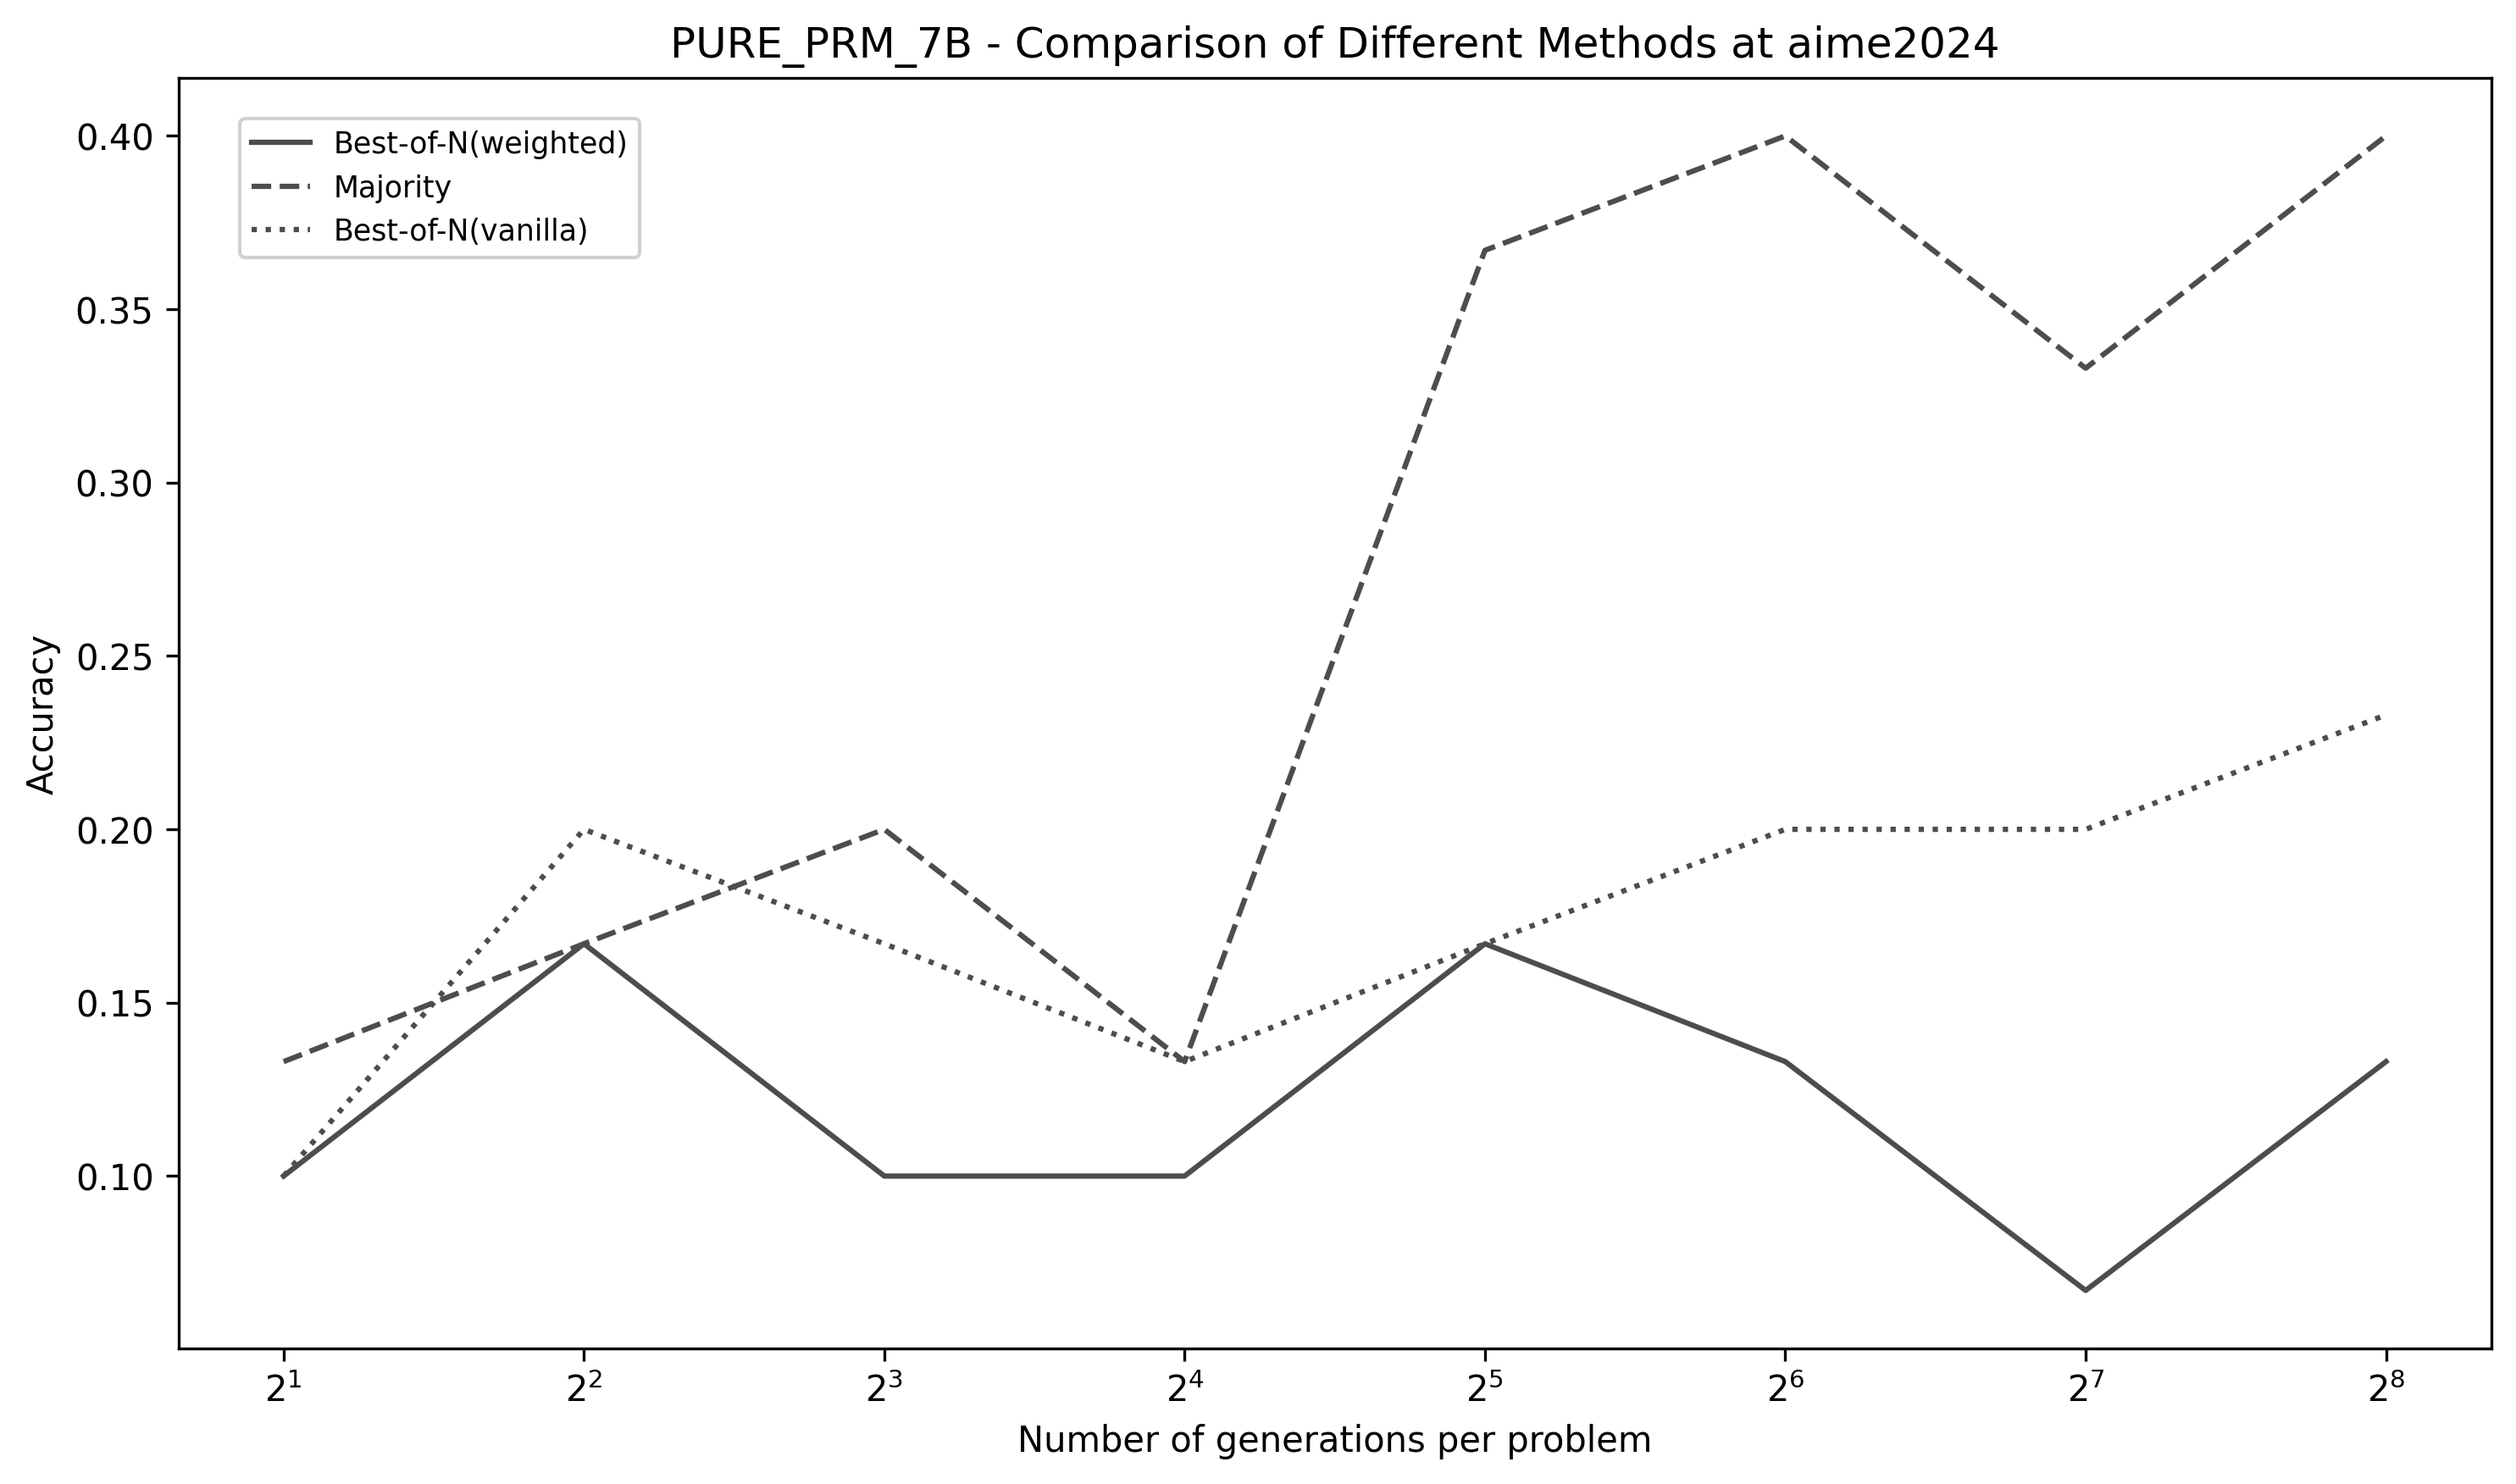 PURE_PRM_7B - Comparison of Different Methods at aime2024
Best-of-N(weighted)
Majority
Best-of-N(vanilla)
Accuracy
0.40
0.35
0.30
0.25
0.20
0.15
0.10
2¹ 2² 2³ 2⁴ 2⁵ 2⁶ 2⁷ 2⁸
Number of generations per problem